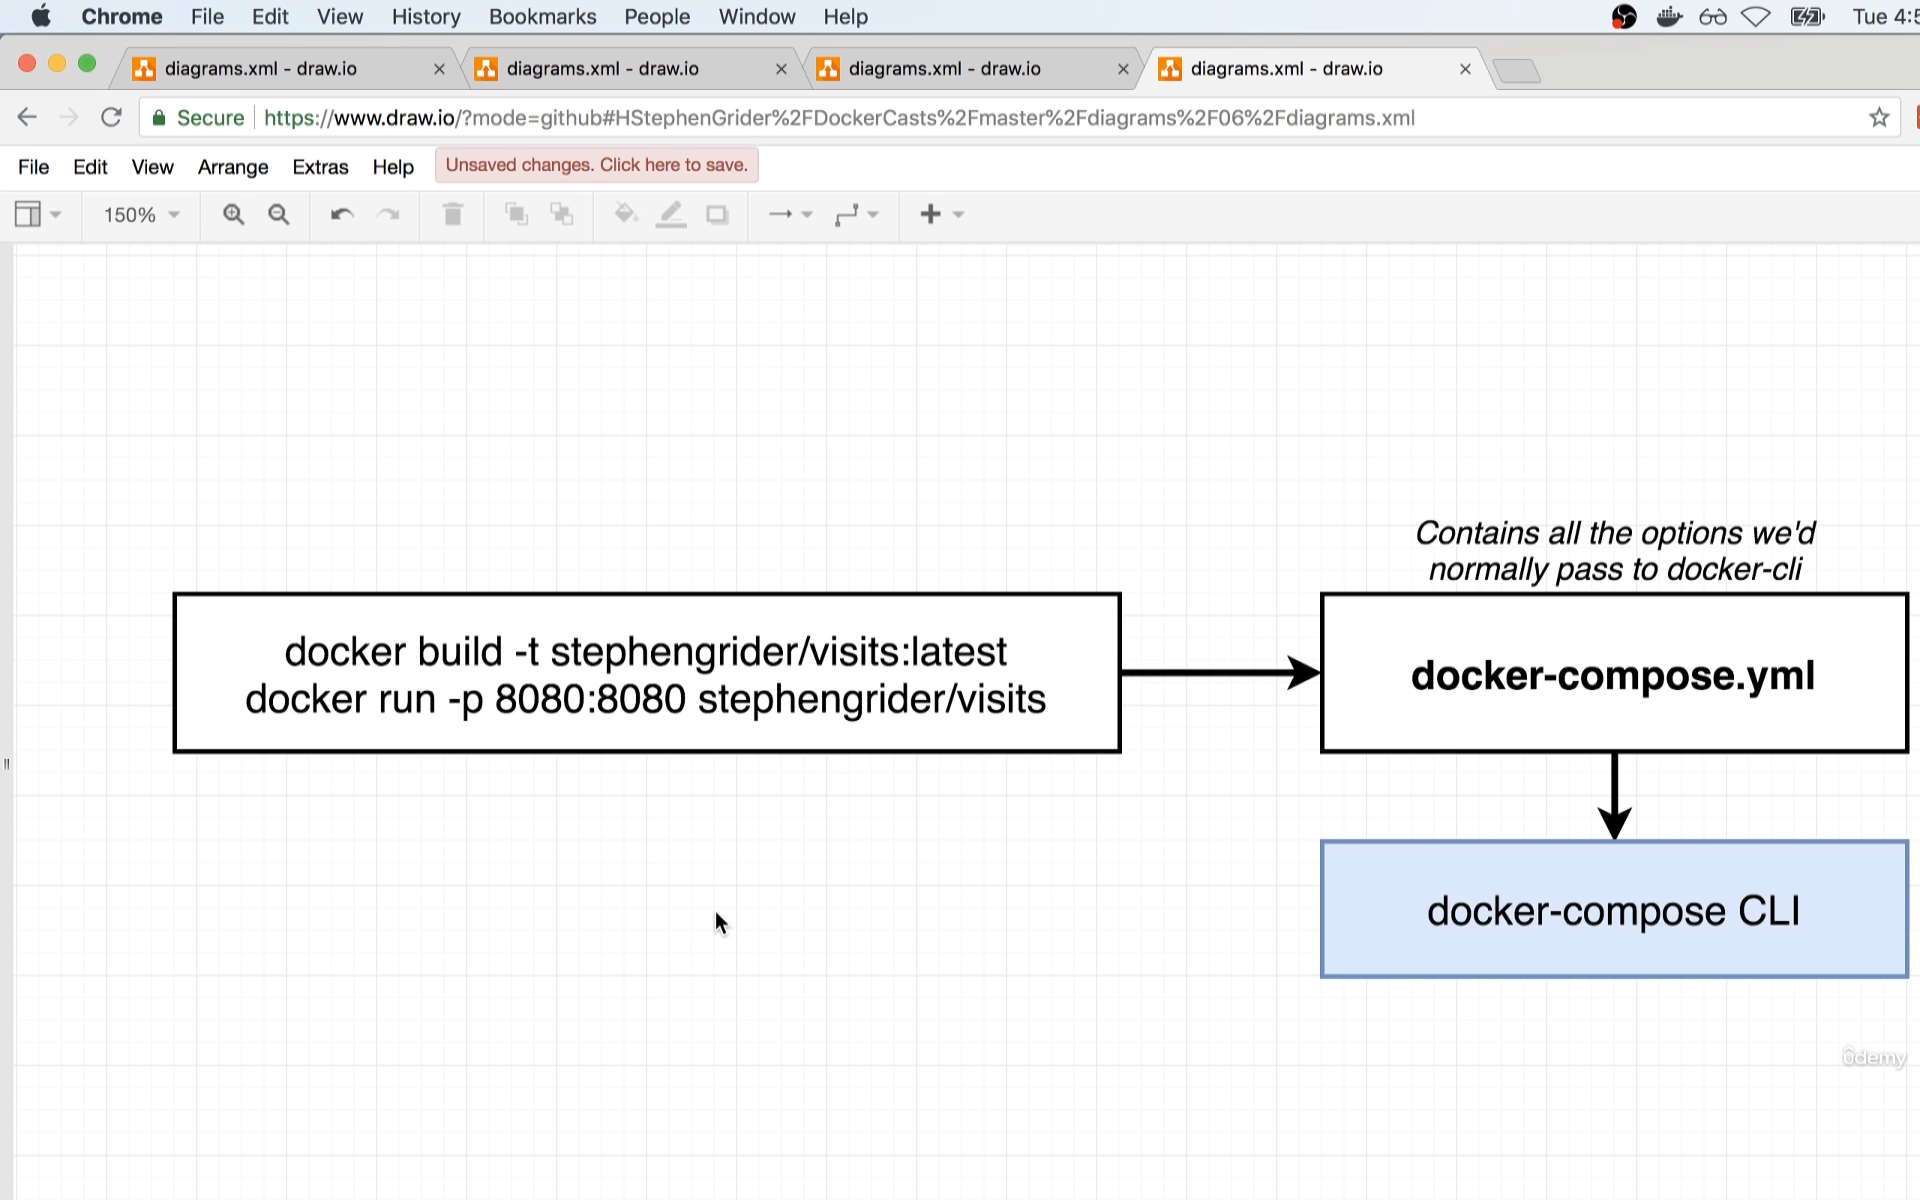 Chrome File Edit View History Bookmarks People Window Help Tue 4:5
diagrams.xml - draw.io diagrams.xml - draw.io diagrams.xml - draw.io diagrams.xml - draw.io
Secure https://www.draw.io/?mode=github#HStephenGrider%2FDockerCasts%2Fmaster%2Fdiagrams%2F06%2Fdiagrams.xml
File Edit View Arrange Extras Help Unsaved changes. Click here to save.
150%
Contains all the options we'd
normally pass to docker-cli
docker build -t stephengrider/visits:latest
docker run -p 8080:8080 stephengrider/visits
docker-compose.yml
docker-compose CLI
ûdemy